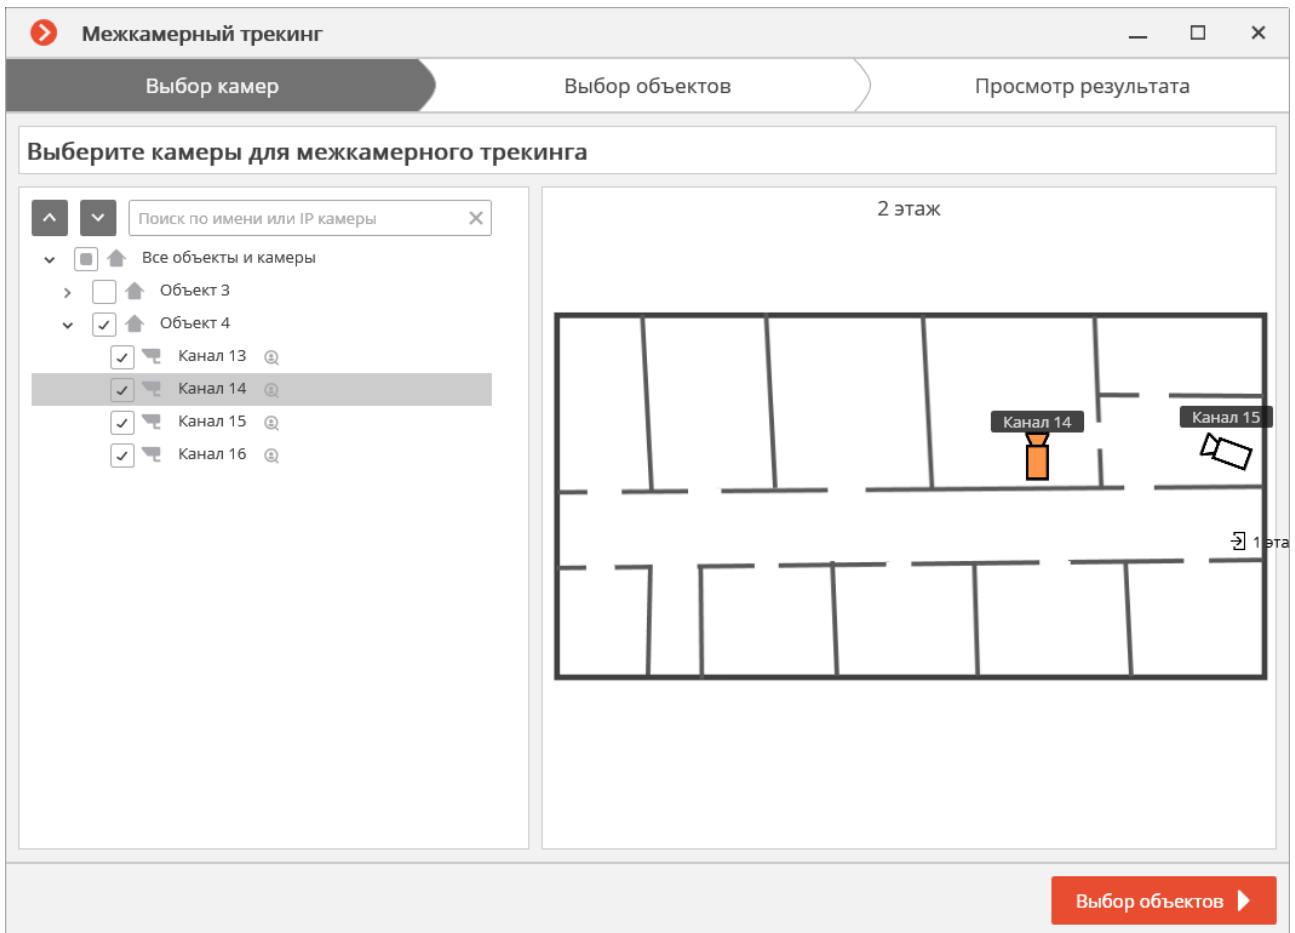 Межкамерный трекинг
Выбор камер
Выбор объектов
Просмотр результата
Выберите камеры для межкамерного трекинга
Поиск по имени или IP камеры
Все объекты и камеры
Объект 3
Объект 4
Канал 13
Канал 14
Канал 15
Канал 16
2 этаж
Канал 14
Канал 15
1 эта
Выбор объектов